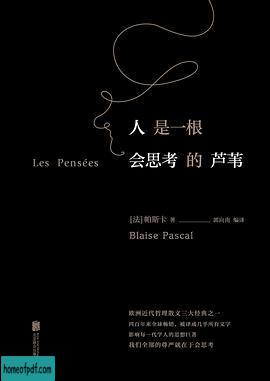 人 是一根
Les Pensées
会思考 的 芦苇
[法]帕斯卡 著 郭向南 编译
Blaise Pascal
欧洲近代哲理散文三大经典之一
四百年来全球畅销，被译成几乎所有文字
影响每一代学人的思想巨著
我们全部的尊严就在于会思考
homeofpdf.com